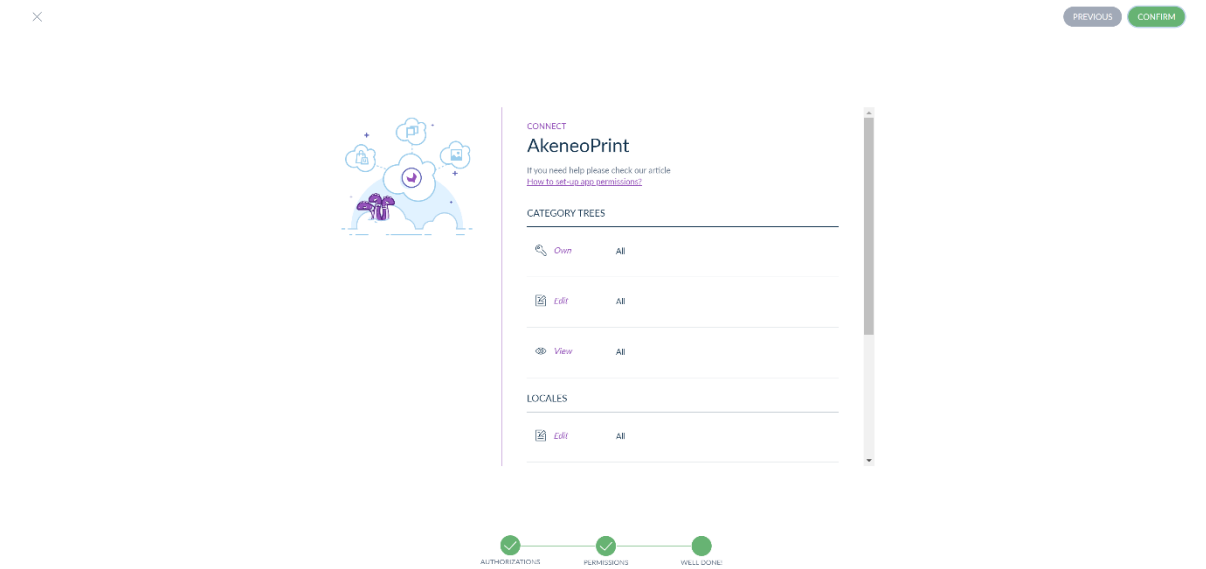 PREVIOUS
CONFIRM
CONNECT
AkeneoPrint
If you need help please check our article
How to set-up app permissions?
CATEGORY TREES
Own
All
Edit
All
View
All
LOCALES
Edit
All
AUTHORIZATIONS
PERMISSIONS
WELL DONE!